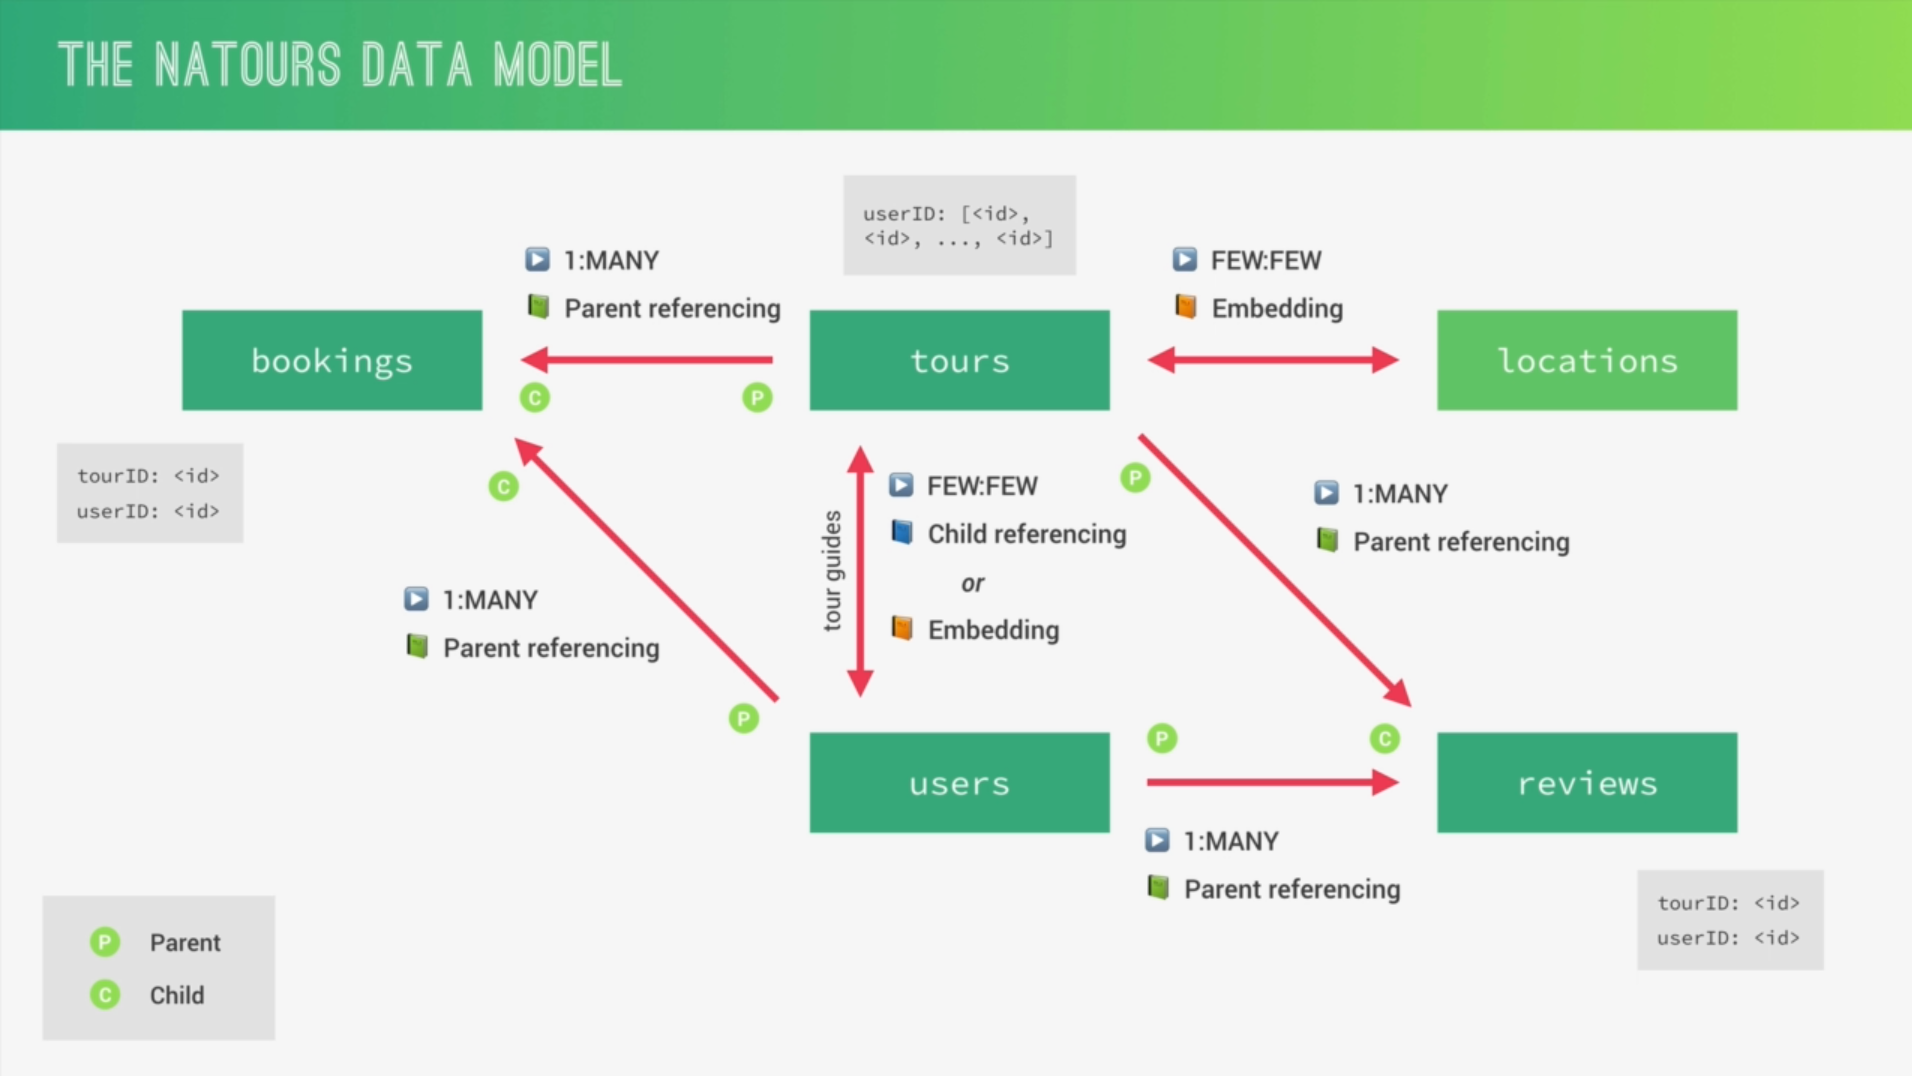 THE NATOURS DATA MODEL
userID: [<id>,
<id>, ..., <id>]
1:MANY
Parent referencing
FEW:FEW
Embedding
bookings
tours
locations
C
P
tourID: <id>
userID: <id>
C
tour guides
FEW:FEW
Child referencing
or
Embedding
P
1:MANY
Parent referencing
1:MANY
Parent referencing
P
P
C
users
reviews
1:MANY
Parent referencing
tourID: <id>
userID: <id>
P Parent
C Child